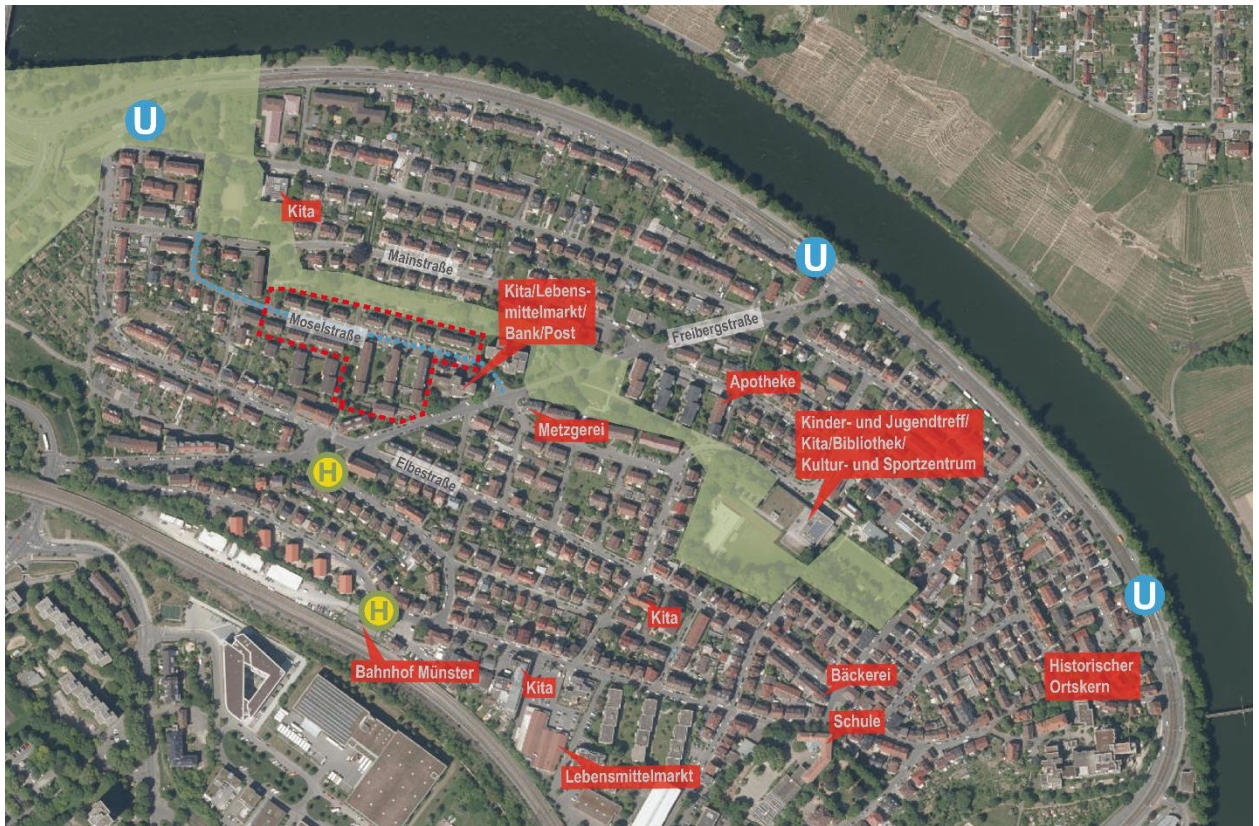 U
Kita
Mainstraße
U
Kita/Lebens-
mittelmarkt/
Bank/Post
Moselstraße
Freibergstraße
Apotheke
Metzgerei
Kinder- und Jugendtreff/
Kita/Bibliothek/
Kultur- und Sportzentrum
Elbestraße
H
U
H
Kita
Bahnhof Münster
Historischer
Ortskern
Bäckerei
Kita
Schule
Lebensmittelmarkt